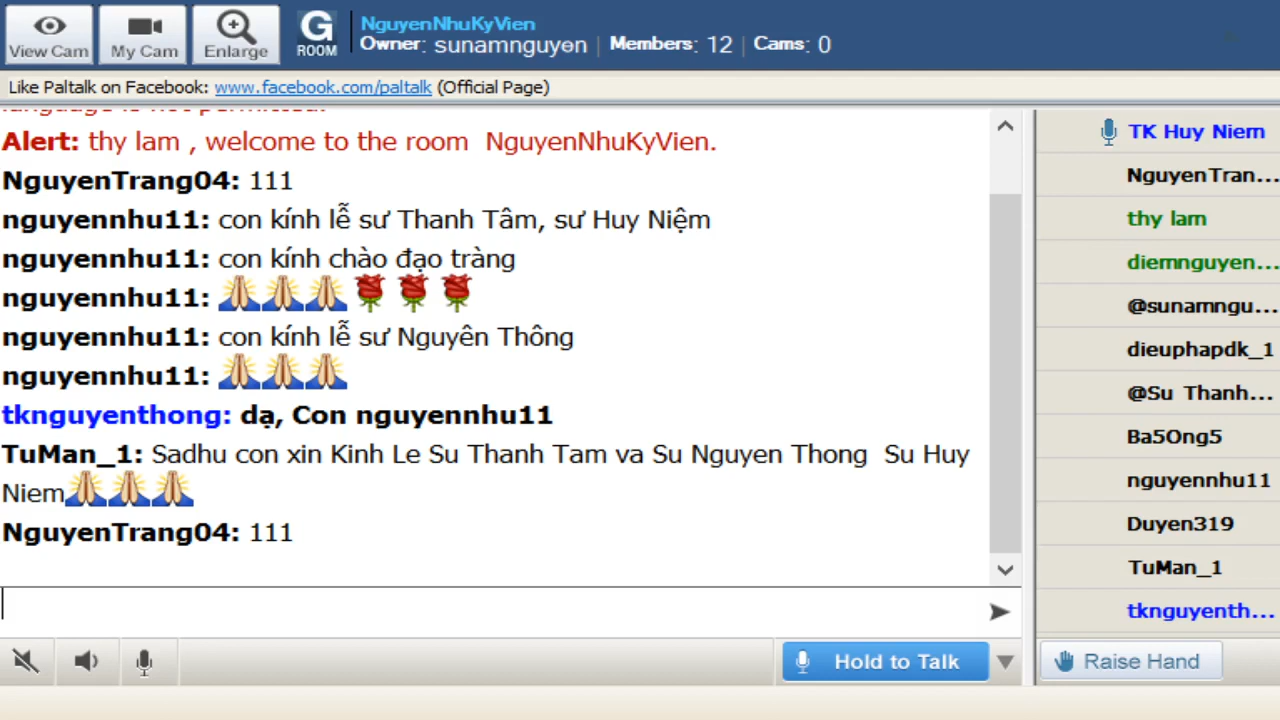 View Cam
My Cam
Enlarge
G
ROOM
NguyenNhuKyVien
Owner: sunamnguyen | Members: 12 | Cams: 0
Like Paltalk on Facebook: www.facebook.com/paltalk (Official Page)
language is not permitted.
Alert: thy lam , welcome to the room NguyenNhuKyVien.
NguyenTrang04: 111
nguyennhu11: con kính lễ sư Thanh Tâm, sư Huy Niệm
nguyennhu11: con kính chào đạo tràng
nguyennhu11: 🙏🙏🙏🌹🌹🌹
nguyennhu11: con kính lễ sư Nguyên Thông
nguyennhu11: 🙏🙏🙏
tknguyenthong: dạ, Con nguyennhu11
TuMan_1: Sadhu con xin Kinh Le Su Thanh Tam va Su Nguyen Thong Su Huy
Niem🙏🙏🙏
NguyenTrang04: 111
Hold to Talk
TK Huy Niem
NguyenTran...
thy lam
diemnguyen...
@sunamngu...
dieuphapdk_1
@Su Thanh...
Ba5Ong5
nguyennhu11
Duyen319
TuMan_1
tknguyenth...
Raise Hand